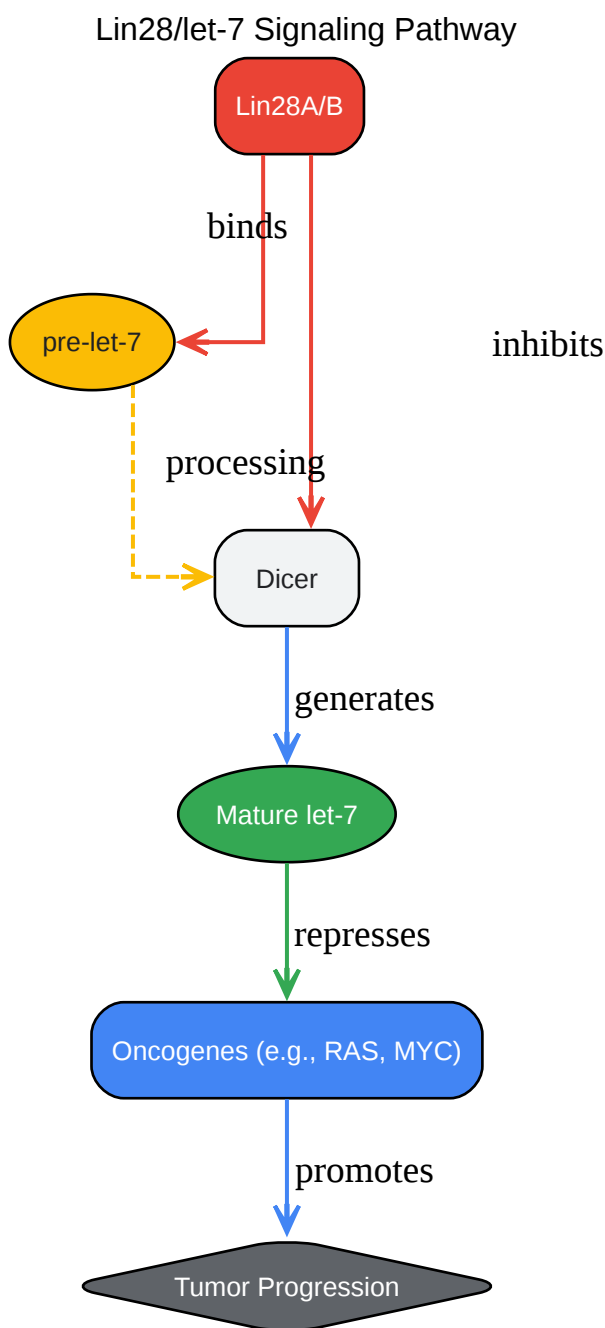 Lin28/let-7 Signaling Pathway
Lin28A/B
binds
pre-let-7
inhibits
processing
Dicer
generates
Mature let-7
represses
Oncogenes (e.g., RAS, MYC)
promotes
Tumor Progression